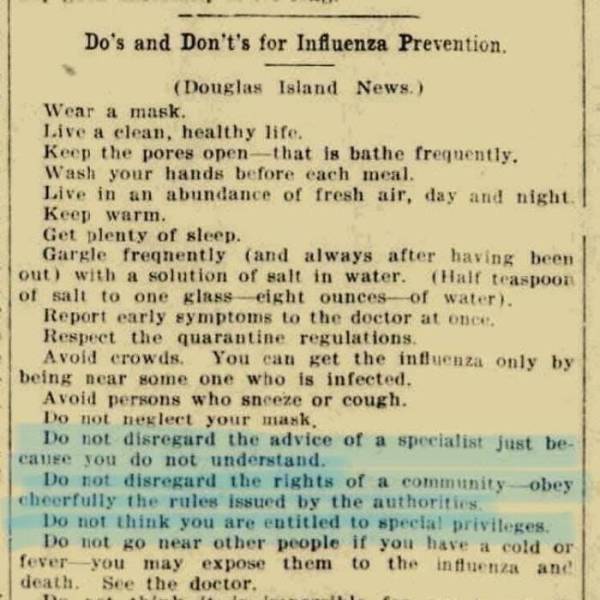 Do's and Don't's for Influenza Prevention.
(Douglas Island News.)
Wear a mask.
Live a clean, healthy life.
Keep the pores open—that is bathe frequently.
Wash your hands before each meal.
Live in an abundance of fresh air, day and night.
Keep warm.
Get plenty of sleep.
Gargle freqnently (and always after having been
out) with a solution of salt in water. (Half teaspoon
of salt to one glass—eight ounces—of water).
Report early symptoms to the doctor at once.
Respect the quarantine regulations.
Avoid crowds. You can get the influenza only by
being near some one who is infected.
Avoid persons who sneeze or cough.
Do not neglect your mask.
Do not disregard the advice of a specialist just be-
cause you do not understand.
Do not disregard the rights of a community—obey
cheerfully the rules issued by the authorities.
Do not think you are entitled to special privileges.
Do not go near other people if you have a cold or
fever—you may expose them to the influenza and
death. See the doctor.